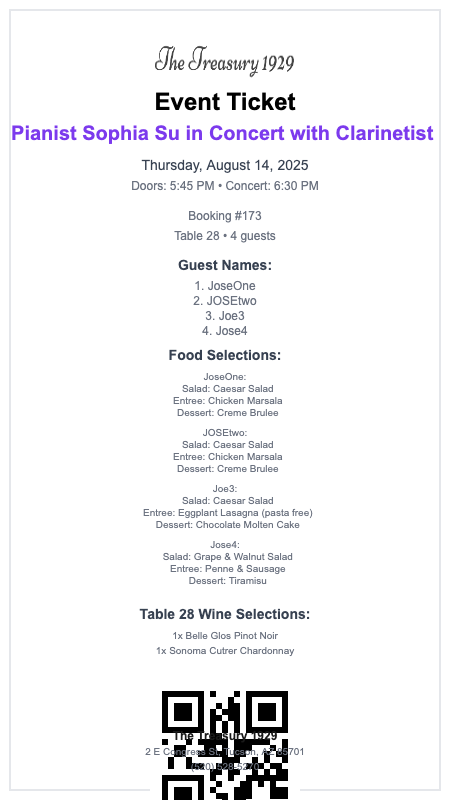 The Treasury 1929
Event Ticket
Pianist Sophia Su in Concert with Clarinetist
Thursday, August 14, 2025
Doors: 5:45 PM • Concert: 6:30 PM
Booking #173
Table 28 • 4 guests
Guest Names:
1. JoseOne
2. JOSEtwo
3. Joe3
4. Jose4
Food Selections:
JoseOne:
Salad: Caesar Salad
Entree: Chicken Marsala
Dessert: Creme Brulee
JOSEtwo:
Salad: Caesar Salad
Entree: Chicken Marsala
Dessert: Creme Brulee
Joe3:
Salad: Caesar Salad
Entree: Eggplant Lasagna (pasta free)
Dessert: Chocolate Molten Cake
Jose4:
Salad: Grape & Walnut Salad
Entree: Penne & Sausage
Dessert: Tiramisu
Table 28 Wine Selections:
1x Belle Glos Pinot Noir
1x Sonoma Cutrer Chardonnay
The Treasury 1929
2 E Congress St, Tucson, AZ 85701
(520)